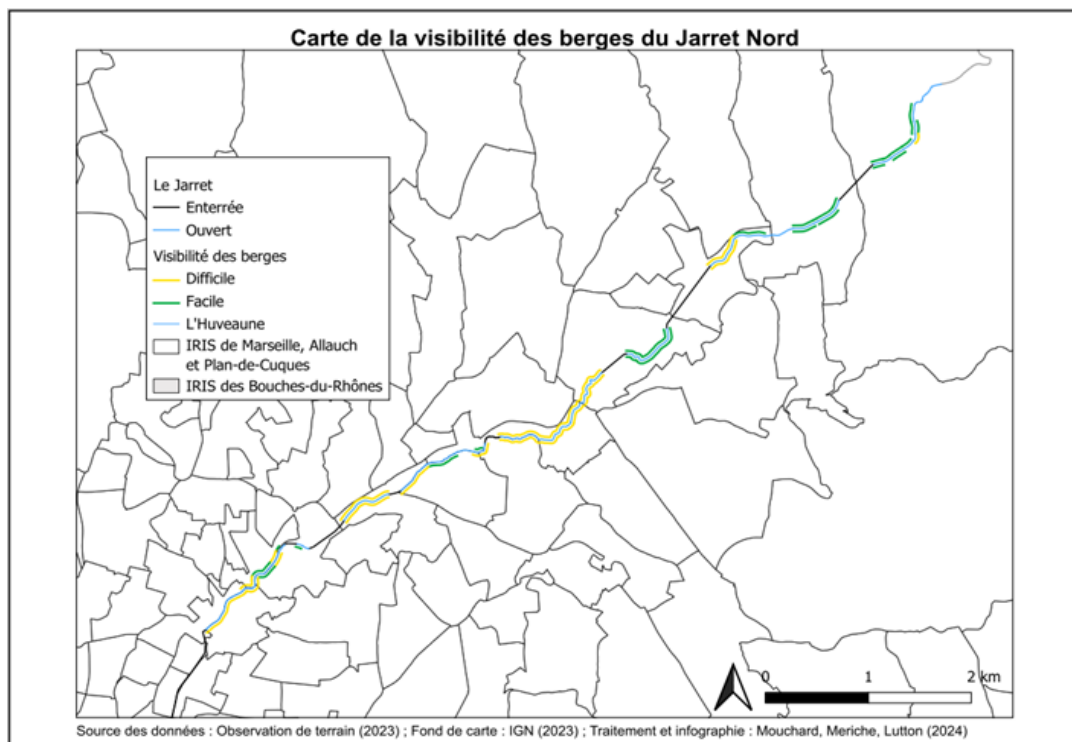 Carte de la visibilité des berges du Jarret Nord
Le Jarret
Enterrée
Ouvert
Visibilité des berges
Difficile
Facile
L'Huveaune
IRIS de Marseille, Allauch
et Plan-de-Cuques
IRIS des Bouches-du-Rhônes
0 1 2 km
Source des données : Observation de terrain (2023) ; Fond de carte : IGN (2023) ; Traitement et infographie : Mouchard, Meriche, Lutton (2024)